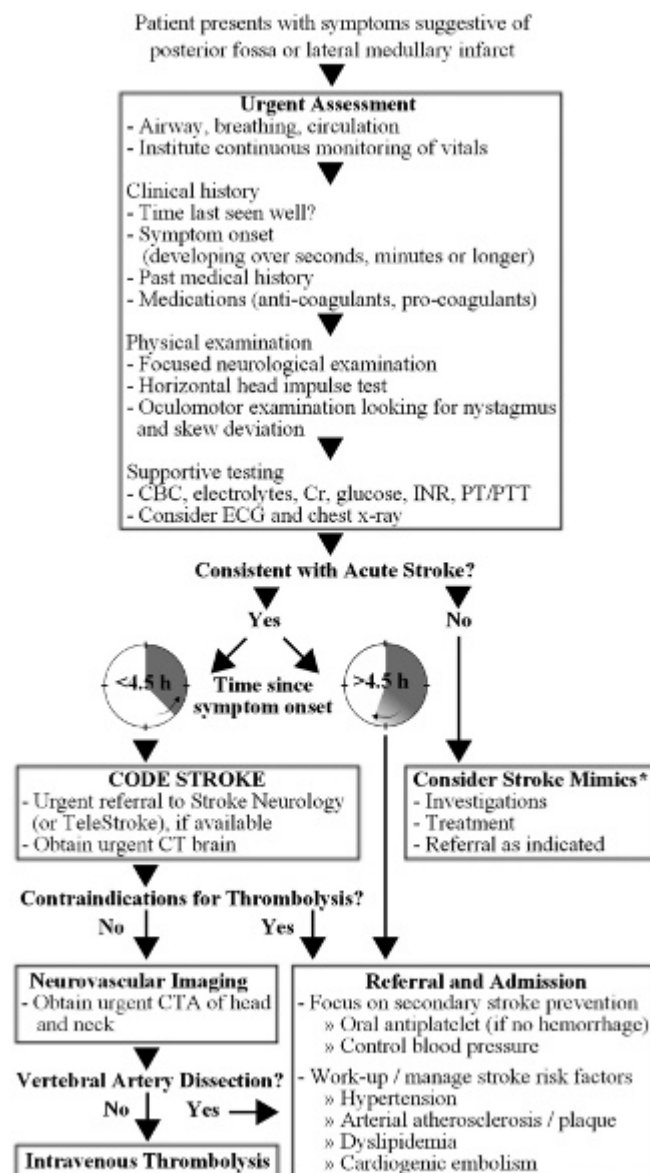 Patient presents with symptoms suggestive of
posterior fossa or lateral medullary infarct
Urgent Assessment
- Airway, breathing, circulation
- Institute continuous monitoring of vitals
Clinical history
- Time last seen well?
- Symptom onset
(developing over seconds, minutes or longer)
- Past medical history
- Medications (anti-coagulants, pro-coagulants)
Physical examination
- Focused neurological examination
- Horizontal head impulse test
- Oculomotor examination looking for nystagmus
and skew deviation
Supportive testing
- CBC, electrolytes, Cr, glucose, INR, PT/PTT
- Consider ECG and chest x-ray
Consistent with Acute Stroke?
Yes
No
<4.5 h
Time since
symptom onset
>4.5 h
CODE STROKE
- Urgent referral to Stroke Neurology
(or TeleStroke), if available
- Obtain urgent CT brain
Consider Stroke Mimics*
- Investigations
- Treatment
- Referral as indicated
Contraindications for Thrombolysis?
No
Yes
Neurovascular Imaging
- Obtain urgent CTA of head
and neck
Vertebral Artery Dissection?
No
Yes
Intravenous Thrombolysis
Referral and Admission
- Focus on secondary stroke prevention
» Oral antiplatelet (if no hemorrhage)
» Control blood pressure
- Work-up / manage stroke risk factors
» Hypertension
» Arterial atherosclerosis / plaque
» Dyslipidemia
» Cardiogenic embolism